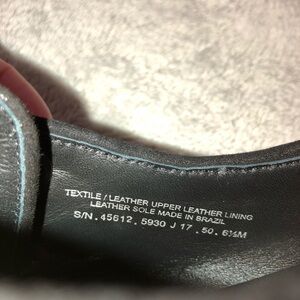 TEXTILE / LEATHER UPPER LEATHER LINING
LEATHER SOLE MADE IN BRAZIL
S/N . 45612 . 5930 J 17 . 50 . 6½M